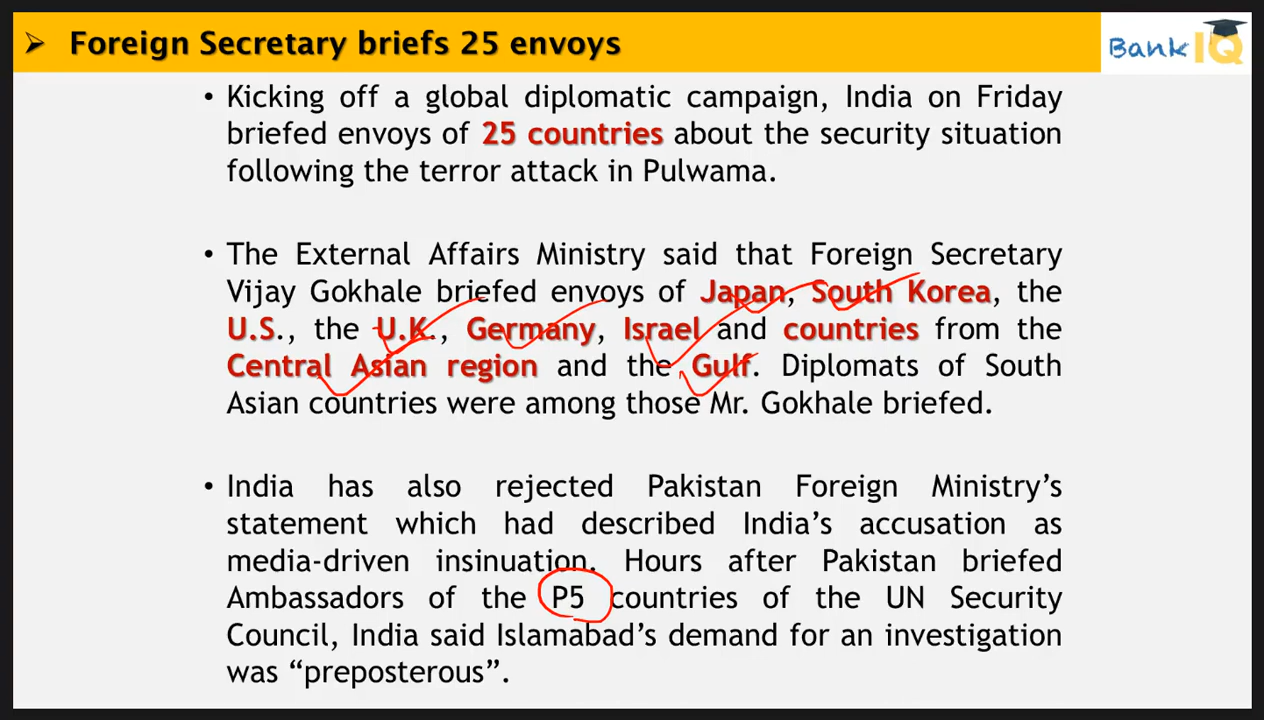 Foreign Secretary briefs 25 envoys
Bank IQ
• Kicking off a global diplomatic campaign, India on Friday
briefed envoys of 25 countries about the security situation
following the terror attack in Pulwama.
• The External Affairs Ministry said that Foreign Secretary
Vijay Gokhale briefed envoys of Japan, South Korea, the
U.S., the U.K., Germany, Israel and countries from the
Central Asian region and the Gulf. Diplomats of South
Asian countries were among those Mr. Gokhale briefed.
• India has also rejected Pakistan Foreign Ministry’s
statement which had described India’s accusation as
media-driven insinuation. Hours after Pakistan briefed
Ambassadors of the P5 countries of the UN Security
Council, India said Islamabad’s demand for an investigation
was “preposterous”.